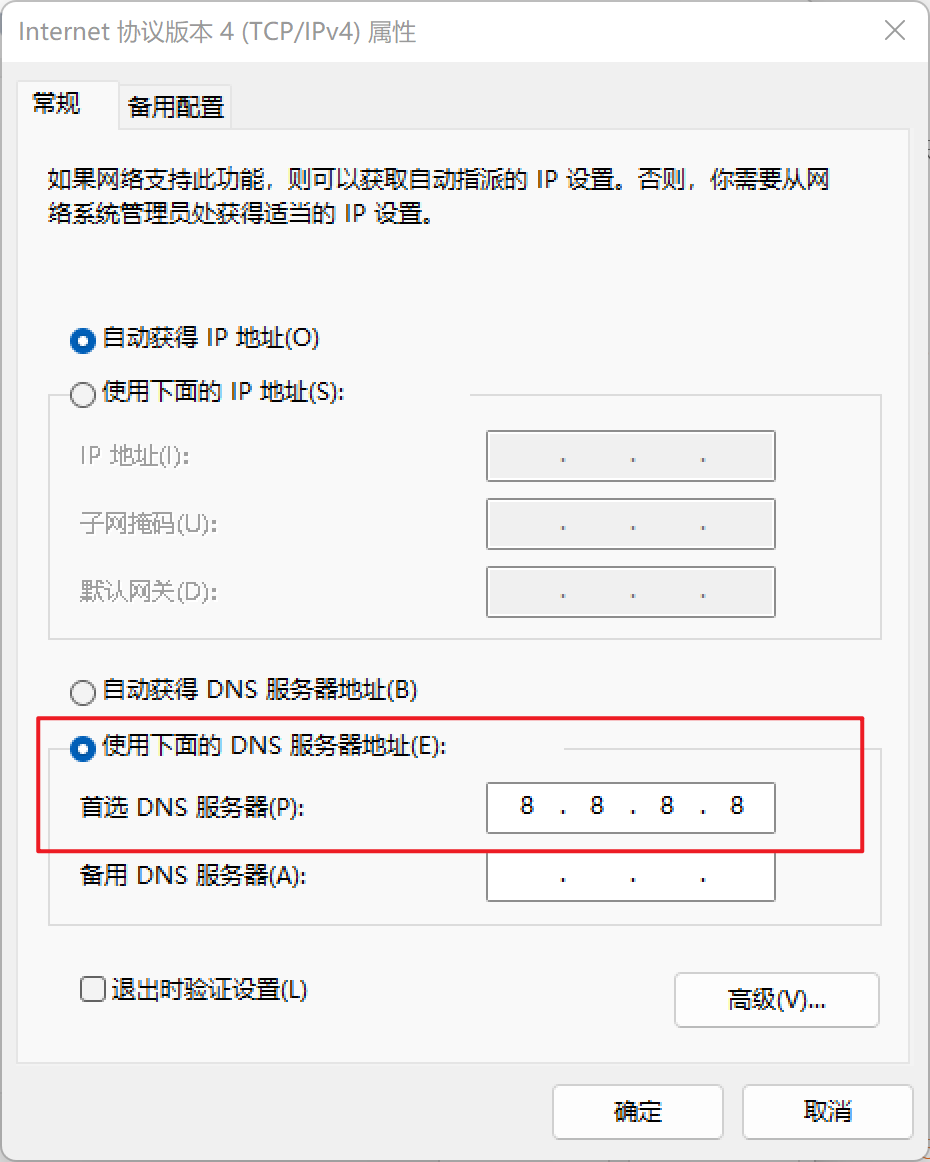 Internet 协议版本 4 (TCP/IPv4) 属性
常规
备用配置
如果网络支持此功能，则可以获取自动指派的 IP 设置。否则，你需要从网
络系统管理员处获得适当的 IP 设置。
自动获得 IP 地址(O)
使用下面的 IP 地址(S):
IP 地址(I):
. . .
子网掩码(U):
. . .
默认网关(D):
. . .
自动获得 DNS 服务器地址(B)
使用下面的 DNS 服务器地址(E):
首选 DNS 服务器(P):
8 . 8 . 8 . 8
备用 DNS 服务器(A):
. . .
退出时验证设置(L)
高级(V)...
确定
取消